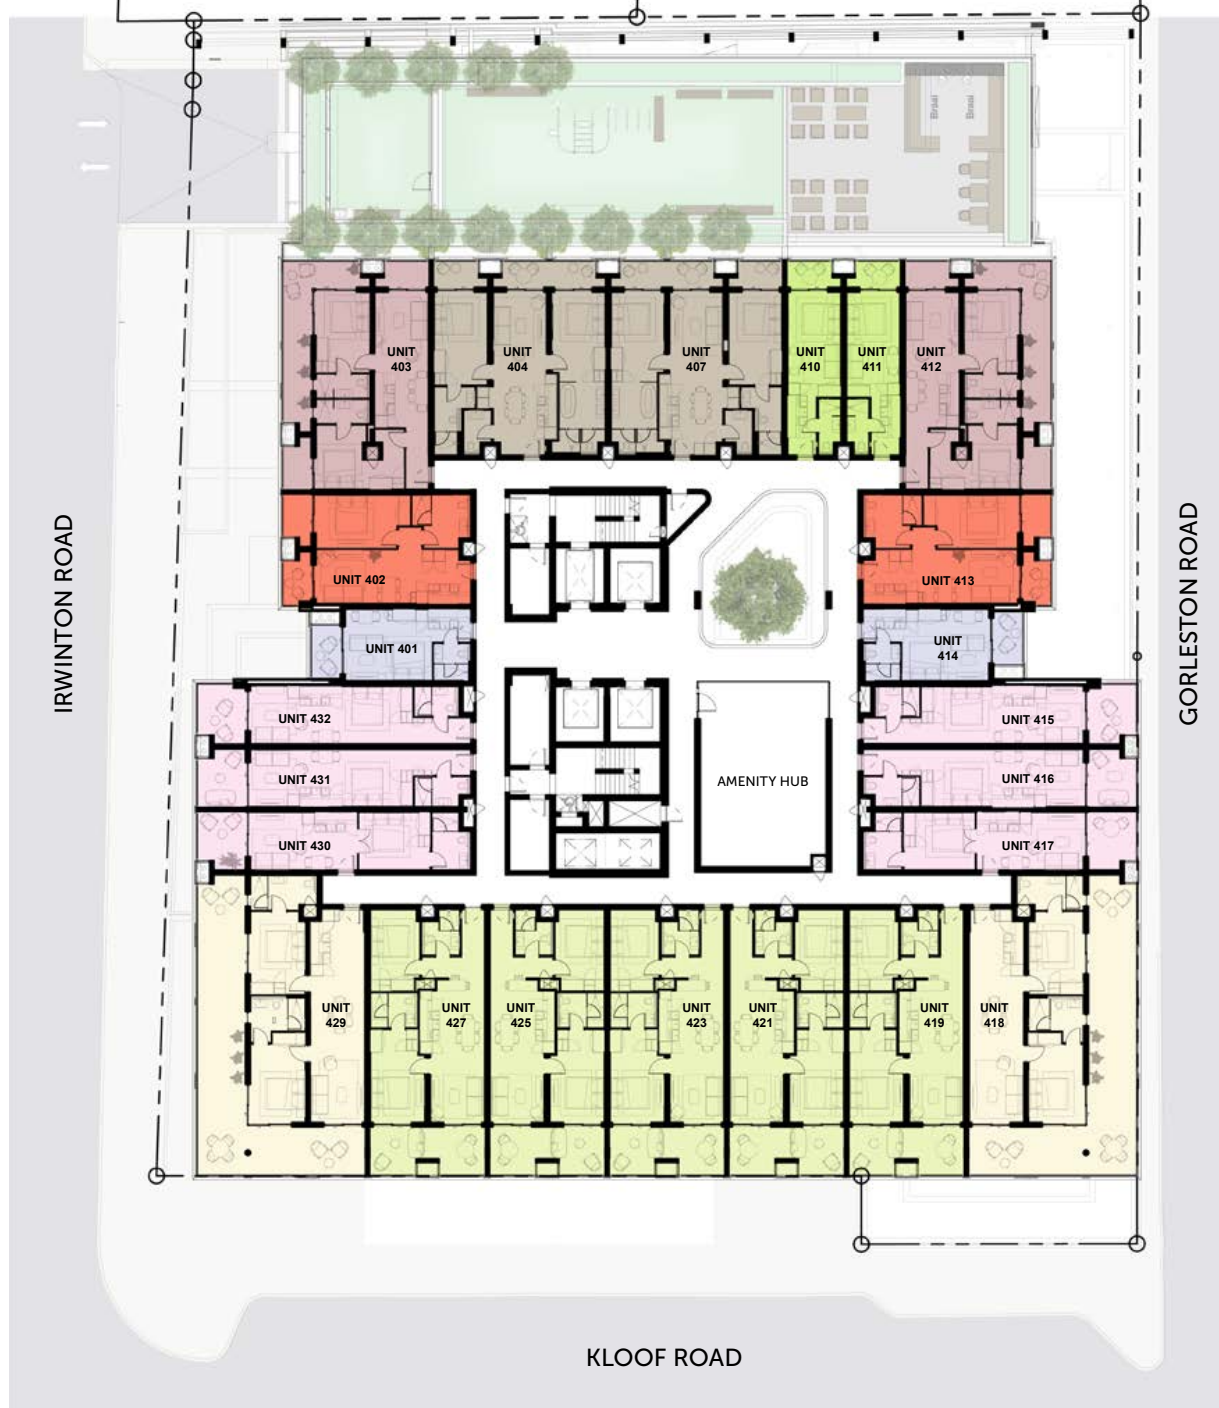 Braai
Braai
UNIT
403
UNIT
404
UNIT
407
UNIT
410
UNIT
411
UNIT
412
IRWINTON ROAD
GORLESTON ROAD
UNIT 402
UNIT 413
UNIT 401
UNIT
414
UNIT 432
UNIT 415
UNIT 431
AMENITY HUB
UNIT 416
UNIT 430
UNIT 417
UNIT
429
UNIT
427
UNIT
425
UNIT
423
UNIT
421
UNIT
419
UNIT
418
KLOOF ROAD